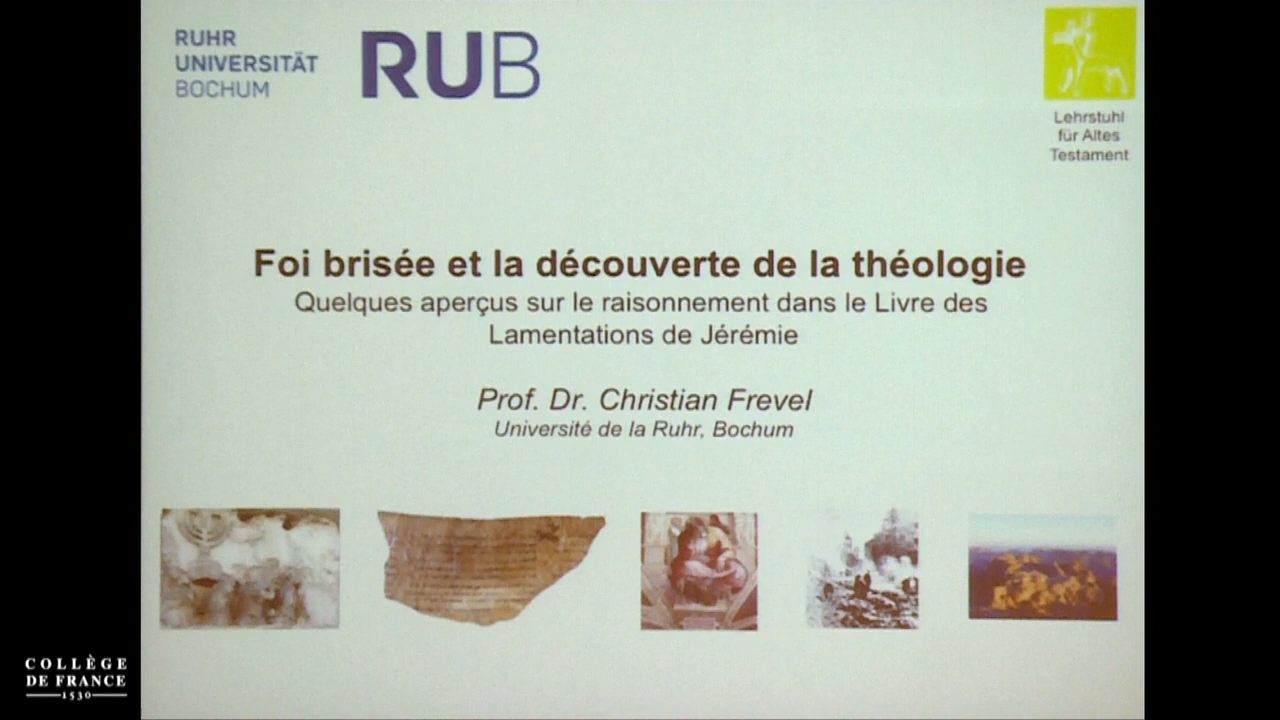 RUHR
UNIVERSITÄT
BOCHUM
RUB
Lehrstuhl
für Altes
Testament
Foi brisée et la découverte de la théologie
Quelques aperçus sur le raisonnement dans le Livre des
Lamentations de Jérémie
Prof. Dr. Christian Frevel
Université de la Ruhr, Bochum
COLLÈGE
DE FRANCE
1530